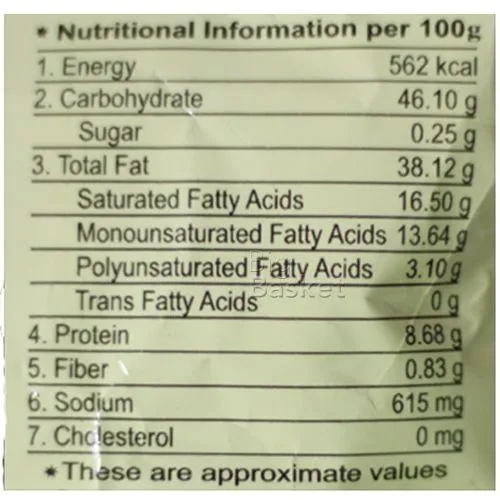 * Nutritional Information per 100g
1. Energy 562 kcal
2. Carbohydrate 46.10 g
Sugar 0.25 g
3. Total Fat 38.12 g
Saturated Fatty Acids 16.50 g
Monounsaturated Fatty Acids 13.64 g
Polyunsaturated Fatty Acids 3.10 g
Trans Fatty Acids 0 g
Basket
4. Protein 8.68 g
5. Fiber 0.83 g
6. Sodium 615 mg
7. Cholesterol 0 mg
* These are approximate values